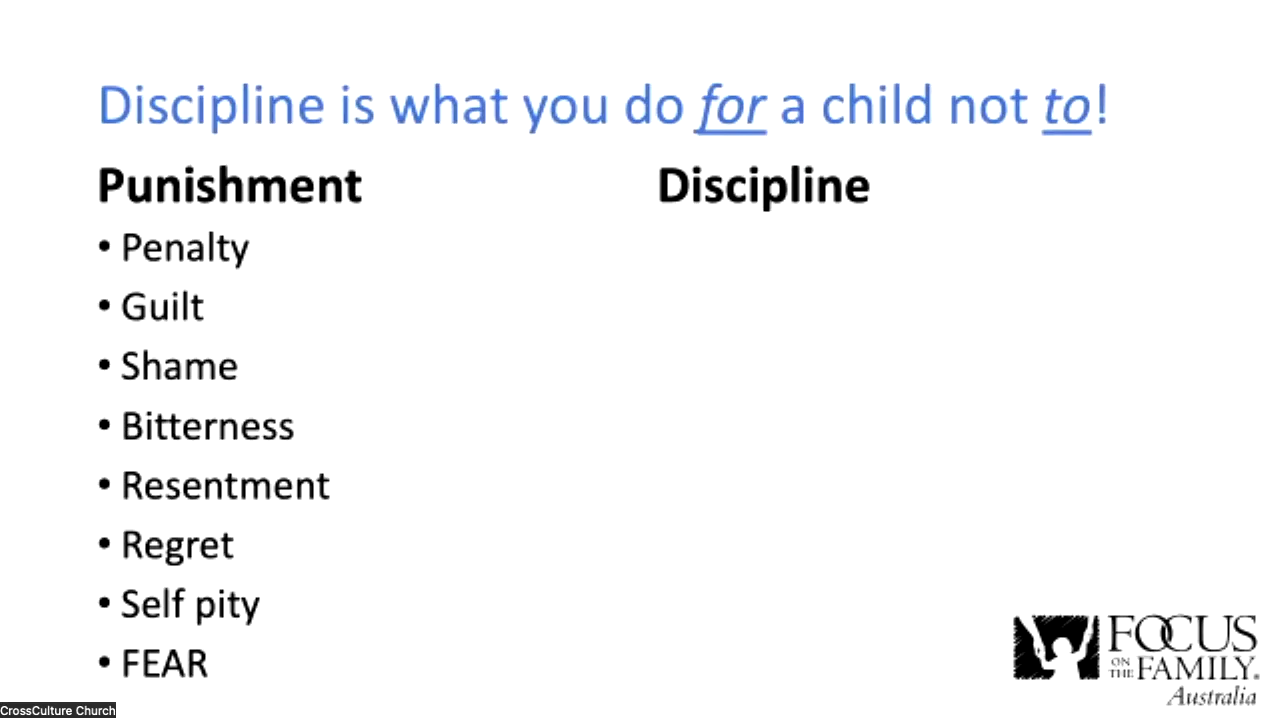 Discipline is what you do for a child not to!
Punishment
• Penalty
• Guilt
• Shame
• Bitterness
• Resentment
• Regret
• Self pity
• FEAR
Discipline
FOCUS
ON THE FAMILY.
Australia
CrossCulture Church